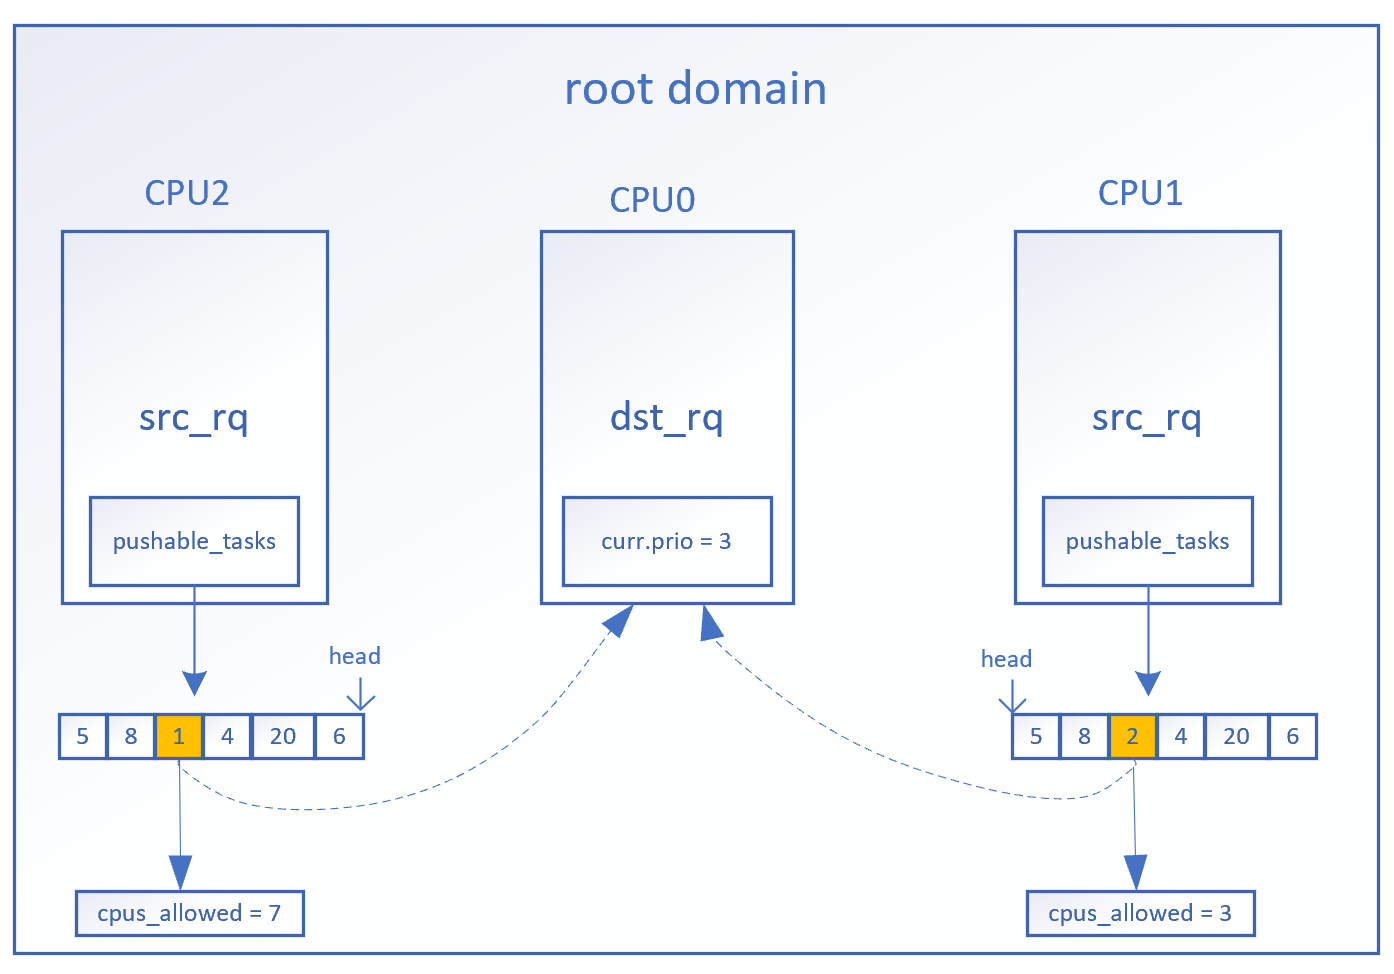 root domain
CPU2
CPU0
CPU1
src_rq
dst_rq
src_rq
pushable_tasks
curr.prio = 3
pushable_tasks
head
head
5 8 1 4 20 6
5 8 2 4 20 6
cpus_allowed = 7
cpus_allowed = 3